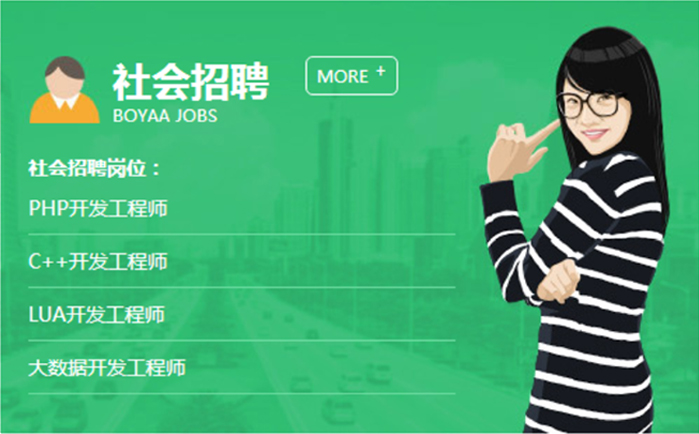 社会招聘
MORE +
BOYAA JOBS
社会招聘岗位：
PHP开发工程师
C++开发工程师
LUA开发工程师
大数据开发工程师